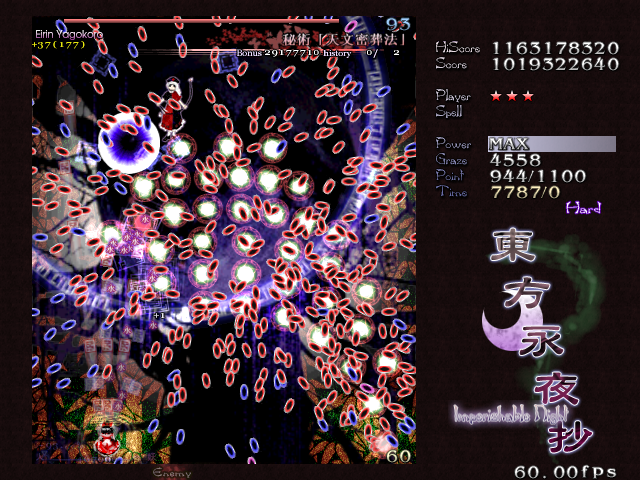 93
Eirin Yagokoro
+37(177)
秘術「天文密葬法」
Bonus 29177710 history 0/ 2
+1
60
Enemy
HiScore 1163178320
Score 1019322640
Player ★★★
Spell
Power MAX
Graze 4558
Point 944/1100
Time 7787/0
Hard
東方永夜抄
Imperishable Night
60.00fps